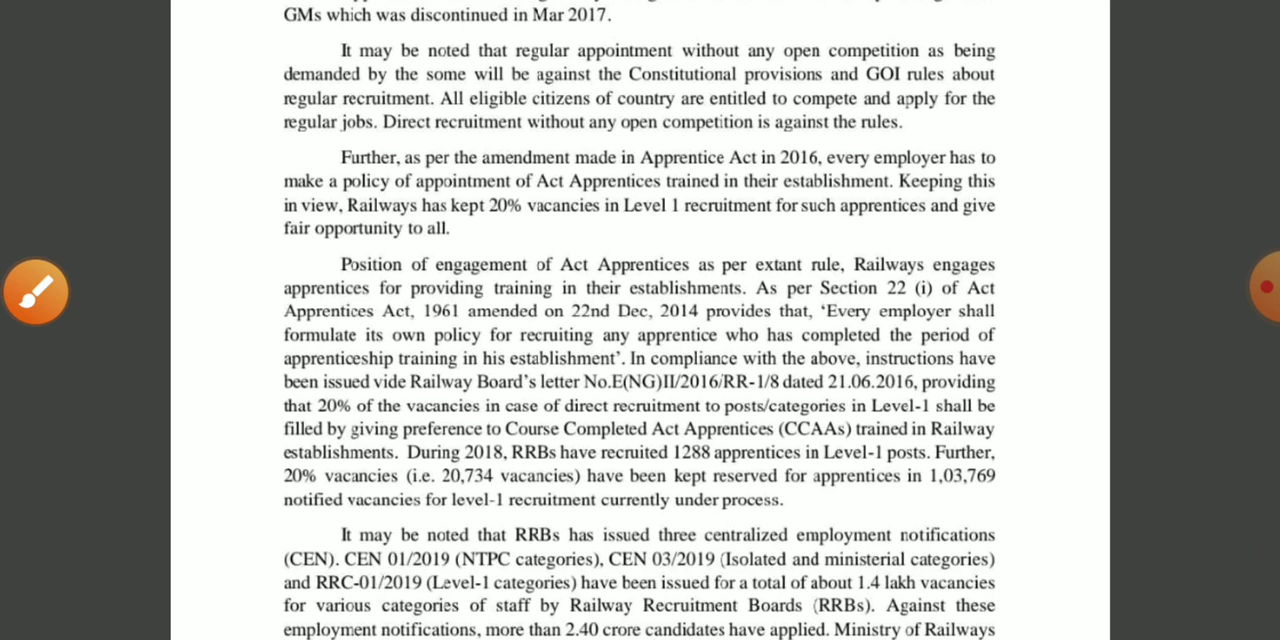 GMs which was discontinued in Mar 2017.
It may be noted that regular appointment without any open competition as being
demanded by the some will be against the Constitutional provisions and GOI rules about
regular recruitment. All eligible citizens of country are entitled to compete and apply for the
regular jobs. Direct recruitment without any open competition is against the rules.
Further, as per the amendment made in Apprentice Act in 2016, every employer has to
make a policy of appointment of Act Apprentices trained in their establishment. Keeping this
in view, Railways has kept 20% vacancies in Level 1 recruitment for such apprentices and give
fair opportunity to all.
Position of engagement of Act Apprentices as per extant rule, Railways engages
apprentices for providing training in their establishments. As per Section 22 (i) of Act
Apprentices Act, 1961 amended on 22nd Dec, 2014 provides that, ‘Every employer shall
formulate its own policy for recruiting any apprentice who has completed the period of
apprenticeship training in his establishment’. In compliance with the above, instructions have
been issued vide Railway Board’s letter No.E(NG)II/2016/RR-1/8 dated 21.06.2016, providing
that 20% of the vacancies in case of direct recruitment to posts/categories in Level-1 shall be
filled by giving preference to Course Completed Act Apprentices (CCAAs) trained in Railway
establishments. During 2018, RRBs have recruited 1288 apprentices in Level-1 posts. Further,
20% vacancies (i.e. 20,734 vacancies) have been kept reserved for apprentices in 1,03,769
notified vacancies for level-1 recruitment currently under process.
It may be noted that RRBs has issued three centralized employment notifications
(CEN). CEN 01/2019 (NTPC categories), CEN 03/2019 (Isolated and ministerial categories)
and RRC-01/2019 (Level-1 categories) have been issued for a total of about 1.4 lakh vacancies
for various categories of staff by Railway Recruitment Boards (RRBs). Against these
employment notifications, more than 2.40 crore candidates have applied. Ministry of Railways